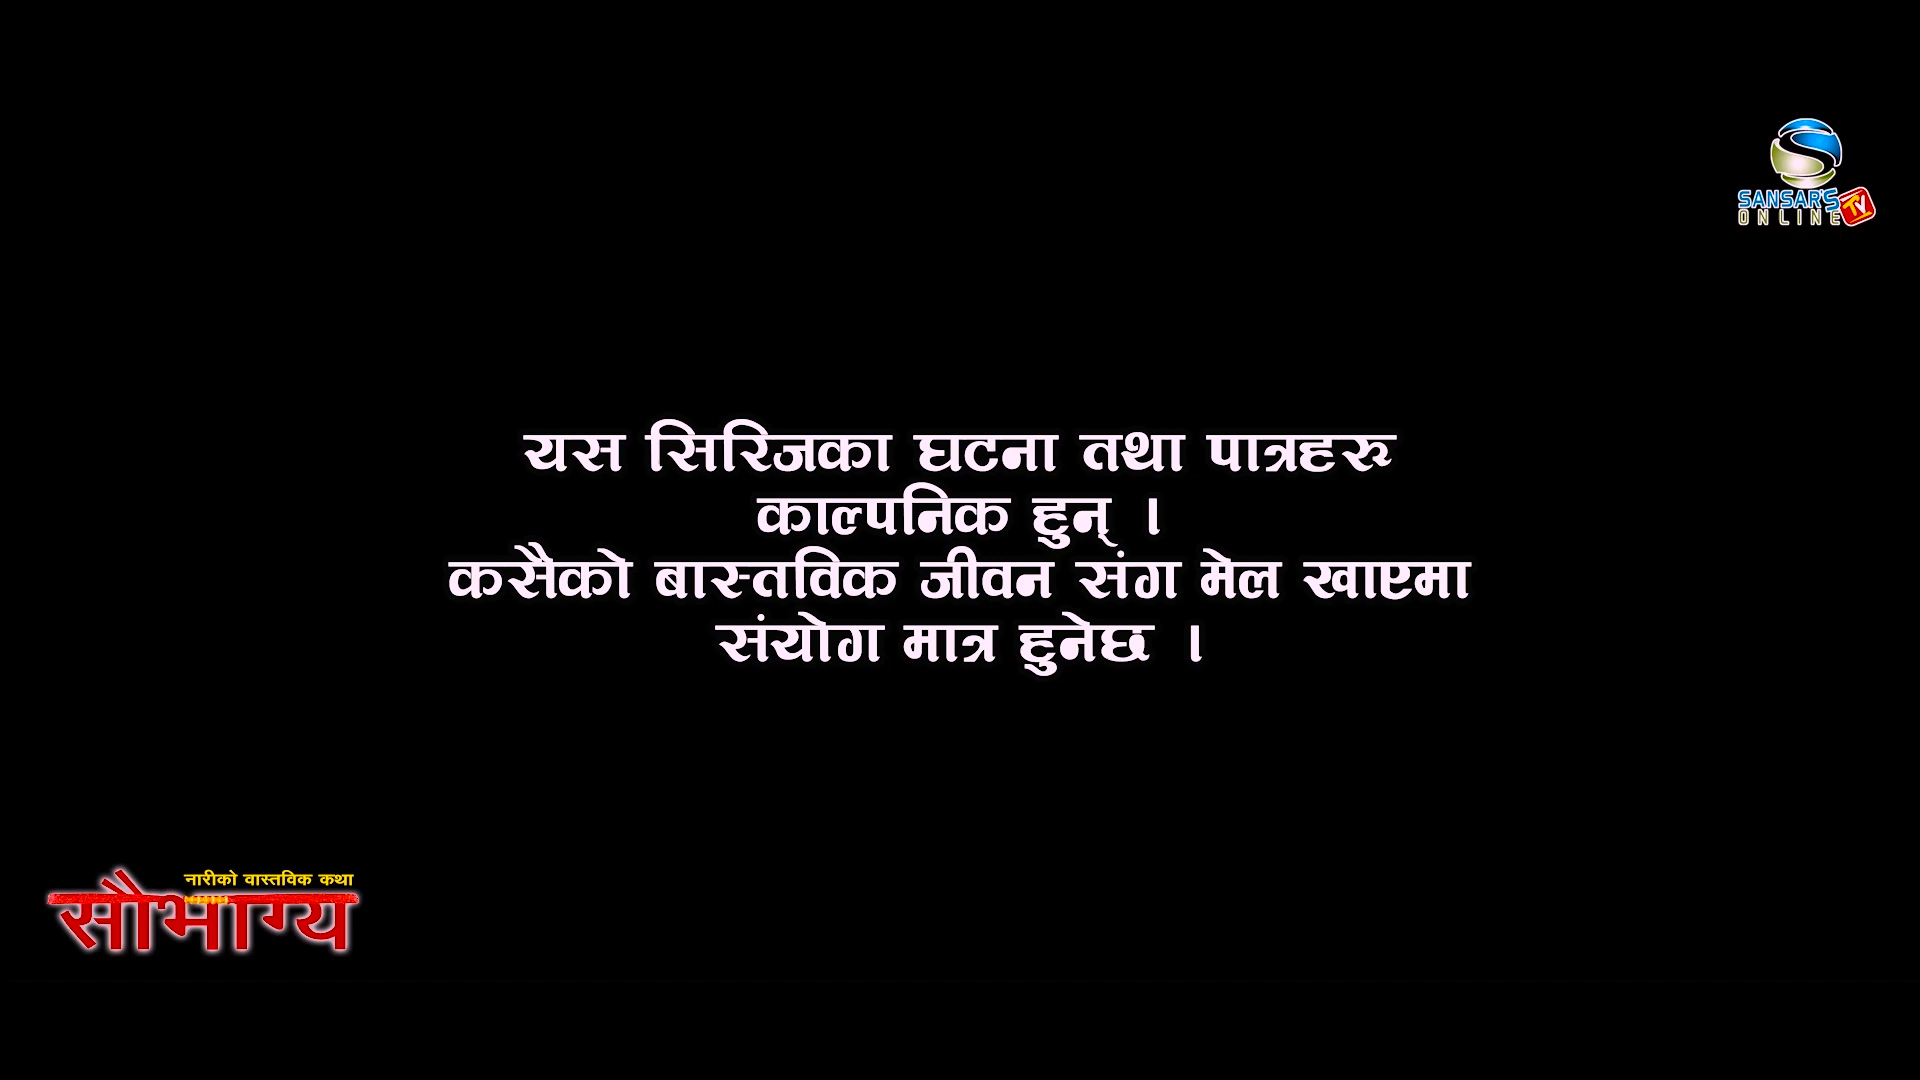 SANSAR'S
ONLINE TV
यस सिरिजका घटना तथा पात्रहरु
काल्पनिक हुन् ।
कसैको बास्तविक जीवन संग मेल खाएमा
संयोग मात्र हुनेछ ।
नारीको वास्तविक कथा
सौभाग्य